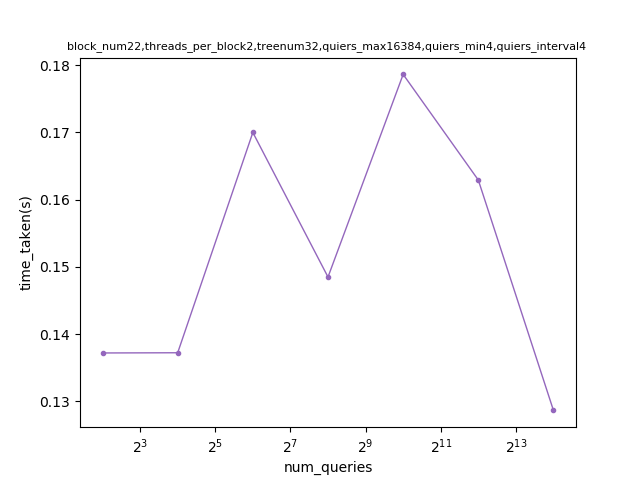 block_num22,threads_per_block2,treenum32,quiers_max16384,quiers_min4,quiers_interval4
0.18
0.17
0.16
0.15
0.14
0.13
time_taken(s)
2^3 2^5 2^7 2^9 2^11 2^13
num_queries